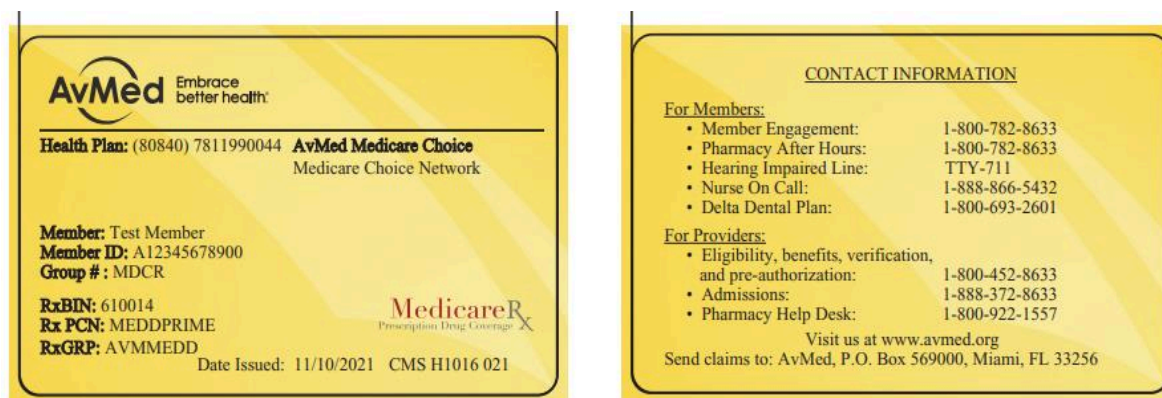 AvMed Embrace
better health®
Health Plan: (80840) 7811990044 AvMed Medicare Choice
Medicare Choice Network
Member: Test Member
Member ID: A12345678900
Group # : MDCR
RxBIN: 610014
Rx PCN: MEDDPRIME
RxGRP: AVMMEDD
MedicareRx
Prescription Drug Coverage
Date Issued: 11/10/2021 CMS H1016 021
CONTACT INFORMATION
For Members:
• Member Engagement: 1-800-782-8633
• Pharmacy After Hours: 1-800-782-8633
• Hearing Impaired Line: TTY-711
• Nurse On Call: 1-888-866-5432
• Delta Dental Plan: 1-800-693-2601
For Providers:
• Eligibility, benefits, verification,
and pre-authorization: 1-800-452-8633
• Admissions: 1-888-372-8633
• Pharmacy Help Desk: 1-800-922-1557
Visit us at www.avmed.org
Send claims to: AvMed, P.O. Box 569000, Miami, FL 33256